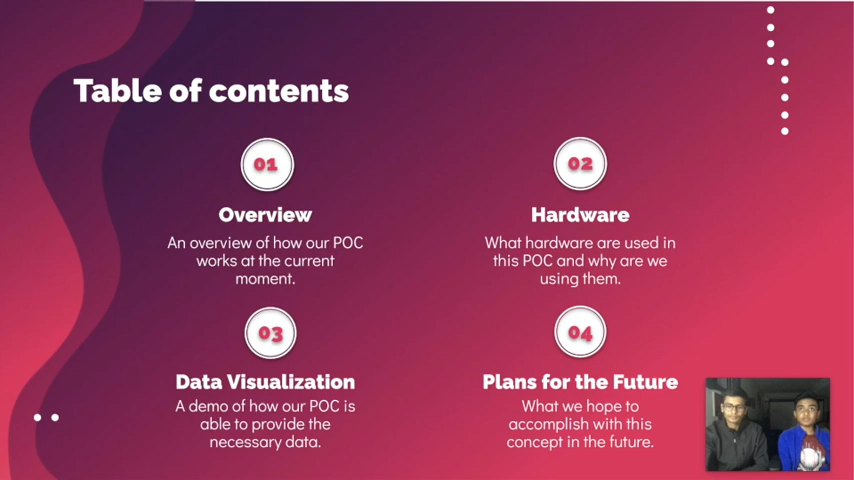 Table of contents
01
Overview
An overview of how our POC
works at the current
moment.
02
Hardware
What hardware are used in
this POC and why are we
using them.
03
Data Visualization
A demo of how our POC is
able to provide the
necessary data.
04
Plans for the Future
What we hope to
accomplish with this
concept in the future.